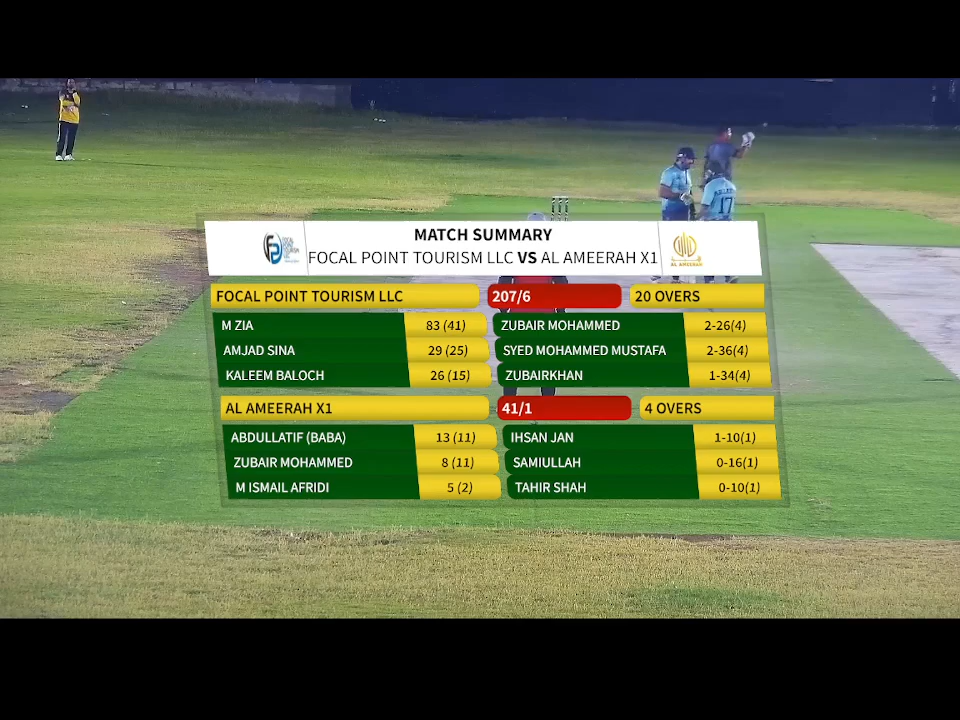 MATCH SUMMARY
FOCAL POINT TOURISM LLC VS AL AMEERAH X1
AL AMEERAH
FOCAL POINT TOURISM LLC 207/6 20 OVERS
M ZIA 83 (41) ZUBAIR MOHAMMED 2-26(4)
AMJAD SINA 29 (25) SYED MOHAMMED MUSTAFA 2-36(4)
KALEEM BALOCH 26 (15) ZUBAIRKHAN 1-34(4)
AL AMEERAH X1 41/1 4 OVERS
ABDULLATIF (BABA) 13 (11) IHSAN JAN 1-10(1)
ZUBAIR MOHAMMED 8 (11) SAMIULLAH 0-16(1)
M ISMAIL AFRIDI 5 (2) TAHIR SHAH 0-10(1)
17